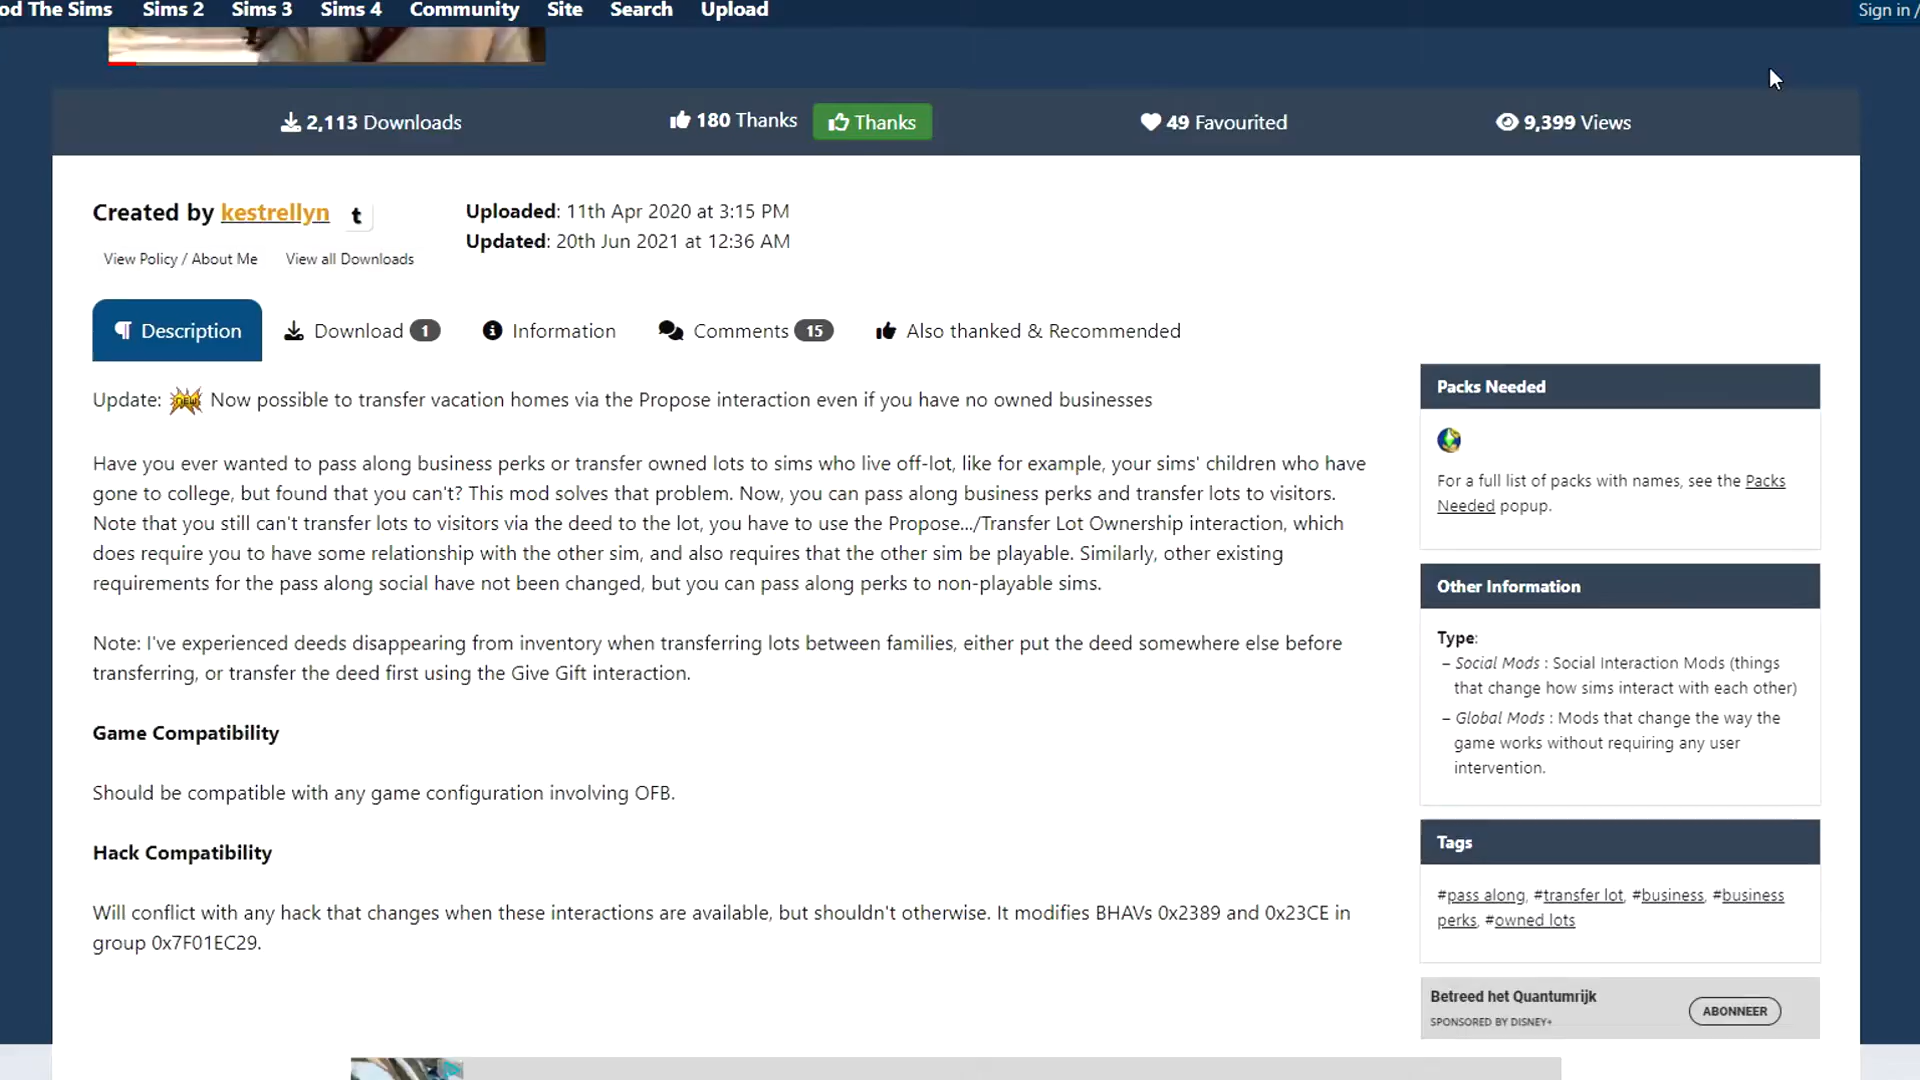 od The Sims Sims 2 Sims 3 Sims 4 Community Site Search Upload Sign in /
2,113 Downloads 180 Thanks Thanks 49 Favourited 9,399 Views
Created by kestrellyn t
Uploaded: 11th Apr 2020 at 3:15 PM
Updated: 20th Jun 2021 at 12:36 AM
View Policy / About Me View all Downloads
Description Download 1 Information Comments 15 Also thanked & Recommended
Update: NEW Now possible to transfer vacation homes via the Propose interaction even if you have no owned businesses
Have you ever wanted to pass along business perks or transfer owned lots to sims who live off-lot, like for example, your sims' children who have
gone to college, but found that you can't? This mod solves that problem. Now, you can pass along business perks and transfer lots to visitors.
Note that you still can't transfer lots to visitors via the deed to the lot, you have to use the Propose.../Transfer Lot Ownership interaction, which
does require you to have some relationship with the other sim, and also requires that the other sim be playable. Similarly, other existing
requirements for the pass along social have not been changed, but you can pass along perks to non-playable sims.
Note: I've experienced deeds disappearing from inventory when transferring lots between families, either put the deed somewhere else before
transferring, or transfer the deed first using the Give Gift interaction.
Game Compatibility
Should be compatible with any game configuration involving OFB.
Hack Compatibility
Will conflict with any hack that changes when these interactions are available, but shouldn't otherwise. It modifies BHAVs 0x2389 and 0x23CE in
group 0x7F01EC29.
Packs Needed
For a full list of packs with names, see the Packs
Needed popup.
Other Information
Type:
– Social Mods : Social Interaction Mods (things
that change how sims interact with each other)
– Global Mods : Mods that change the way the
game works without requiring any user
intervention.
Tags
#pass along, #transfer lot, #business, #business
perks, #owned lots
Betreed het Quantumrijk
SPONSORED BY DISNEY+
ABONNEER